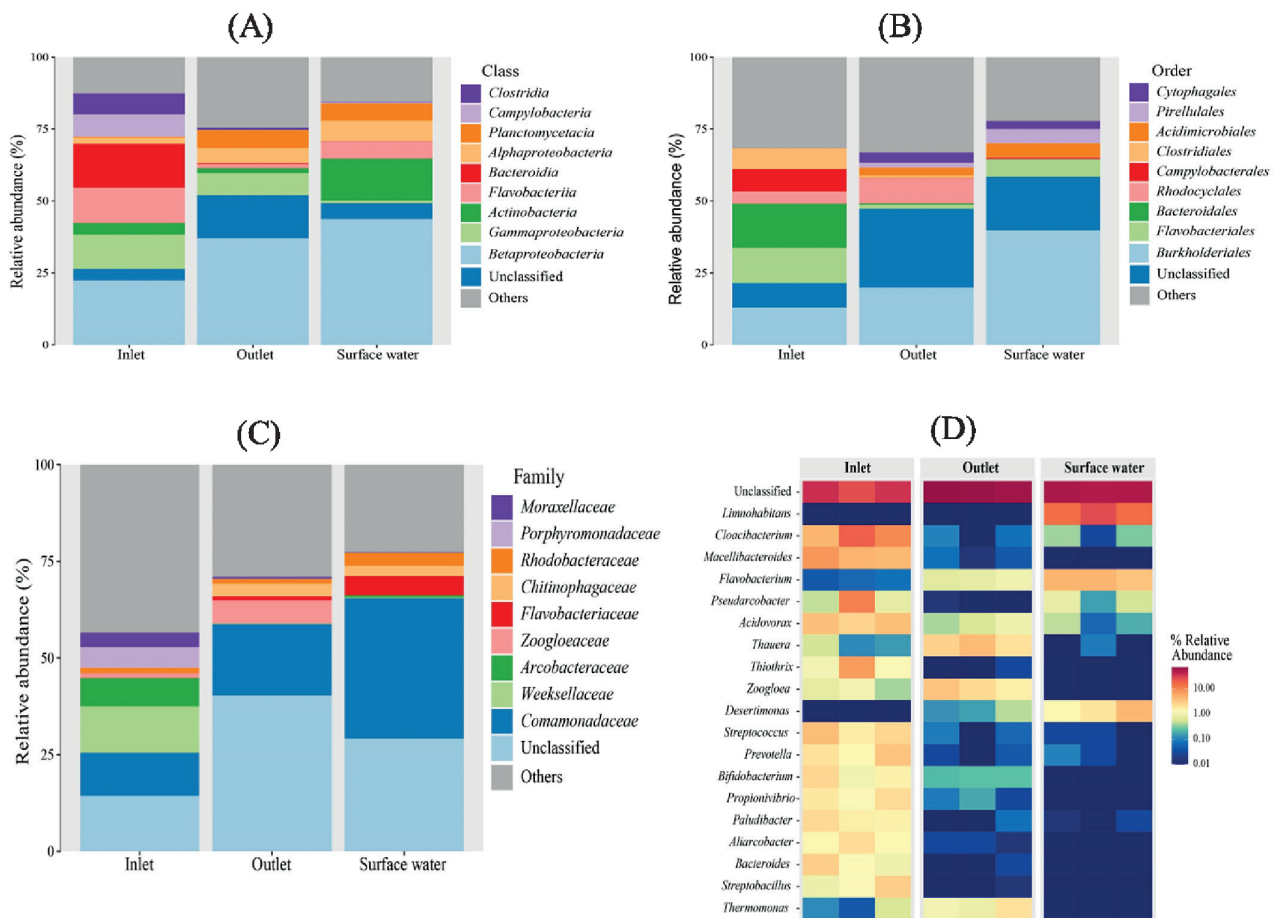 (A)
Relative abundance (%)
100
75
50
25
0
Inlet
Outlet
Surface water
Class
Clostridia
Campylobacteria
Planctomycetacia
Alphaproteobacteria
Bacteroidia
Flavobacteriia
Actinobacteria
Gammaproteobacteria
Betaproteobacteria
Unclassified
Others
(B)
Relative abundance (%)
100
75
50
25
0
Inlet
Outlet
Surface water
Order
Cytophagales
Pirellulales
Acidimicrobiales
Clostridiales
Campylobacterales
Rhodocyclales
Bacteroidales
Flavobacteriales
Burkholderiales
Unclassified
Others
(C)
Relative abundance (%)
100
75
50
25
0
Inlet
Outlet
Surface water
Family
Moraxellaceae
Porphyromonadaceae
Rhodobacteraceae
Chitinophagaceae
Flavobacteriaceae
Zoogloeaceae
Arcobacteraceae
Weeksellaceae
Comamonadaceae
Unclassified
Others
(D)
Inlet
Outlet
Surface water
Unclassified
Limnohabitans
Cloacibacterium
Macellibacteroides
Flavobacterium
Pseudarcobacter
Acidovorax
Thauera
Thiothrix
Zoogloea
Desertimonas
Streptococcus
Prevotella
Bifidobacterium
Propionivibrio
Paludibacter
Aliarcobacter
Bacteroides
Streptobacillus
Thermomonas
% Relative
Abundance
10.00
1.00
0.10
0.01